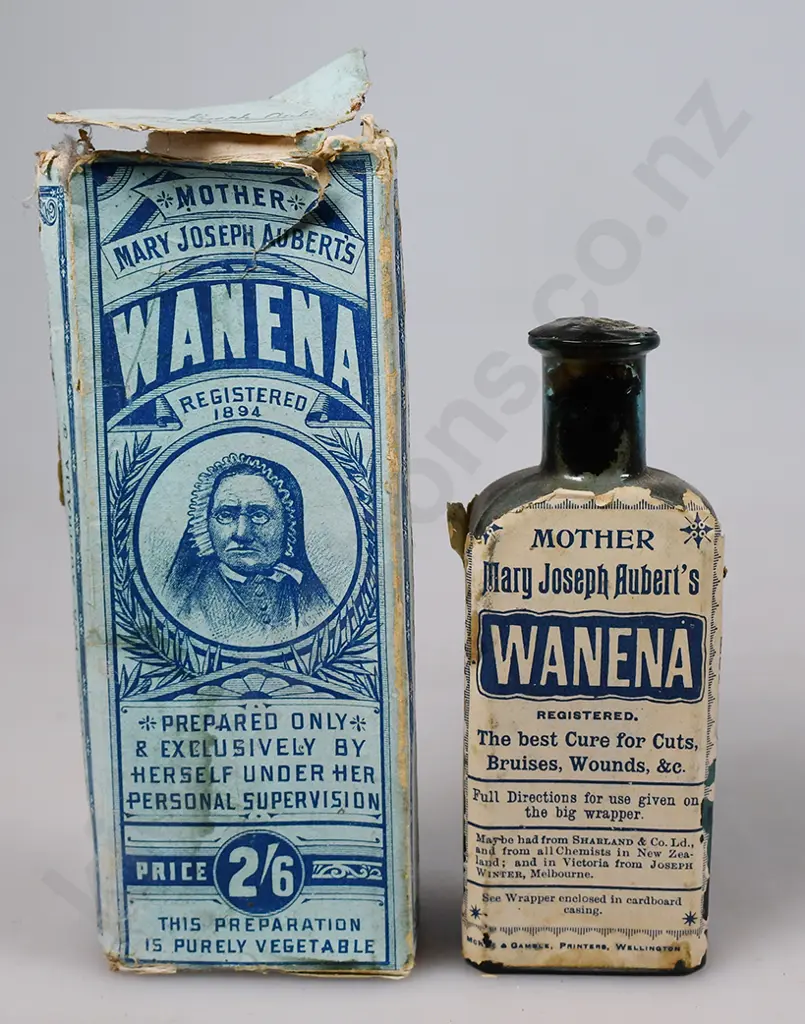 MOTHER
MARY JOSEPH AUBERT'S
WANENA
REGISTERED
1894
PREPARED ONLY
& EXCLUSIVELY BY
HERSELF UNDER HER
PERSONAL SUPERVISION
PRICE 2/6
THIS PREPARATION
IS PURELY VEGETABLE
MOTHER
Mary Joseph Aubert's
WANENA
REGISTERED.
The best Cure for Cuts,
Bruises, Wounds, &c.
Full Directions for use given on
the big wrapper.
May be had from SHARLAND & Co. Ld.,
and from all Chemists in New Zea-
land; and in Victoria from JOSEPH
WINTER, Melbourne.
See Wrapper enclosed in cardboard
casing.
& GAMBLE, PRINTERS, WELLINGTON
ons.co.nz